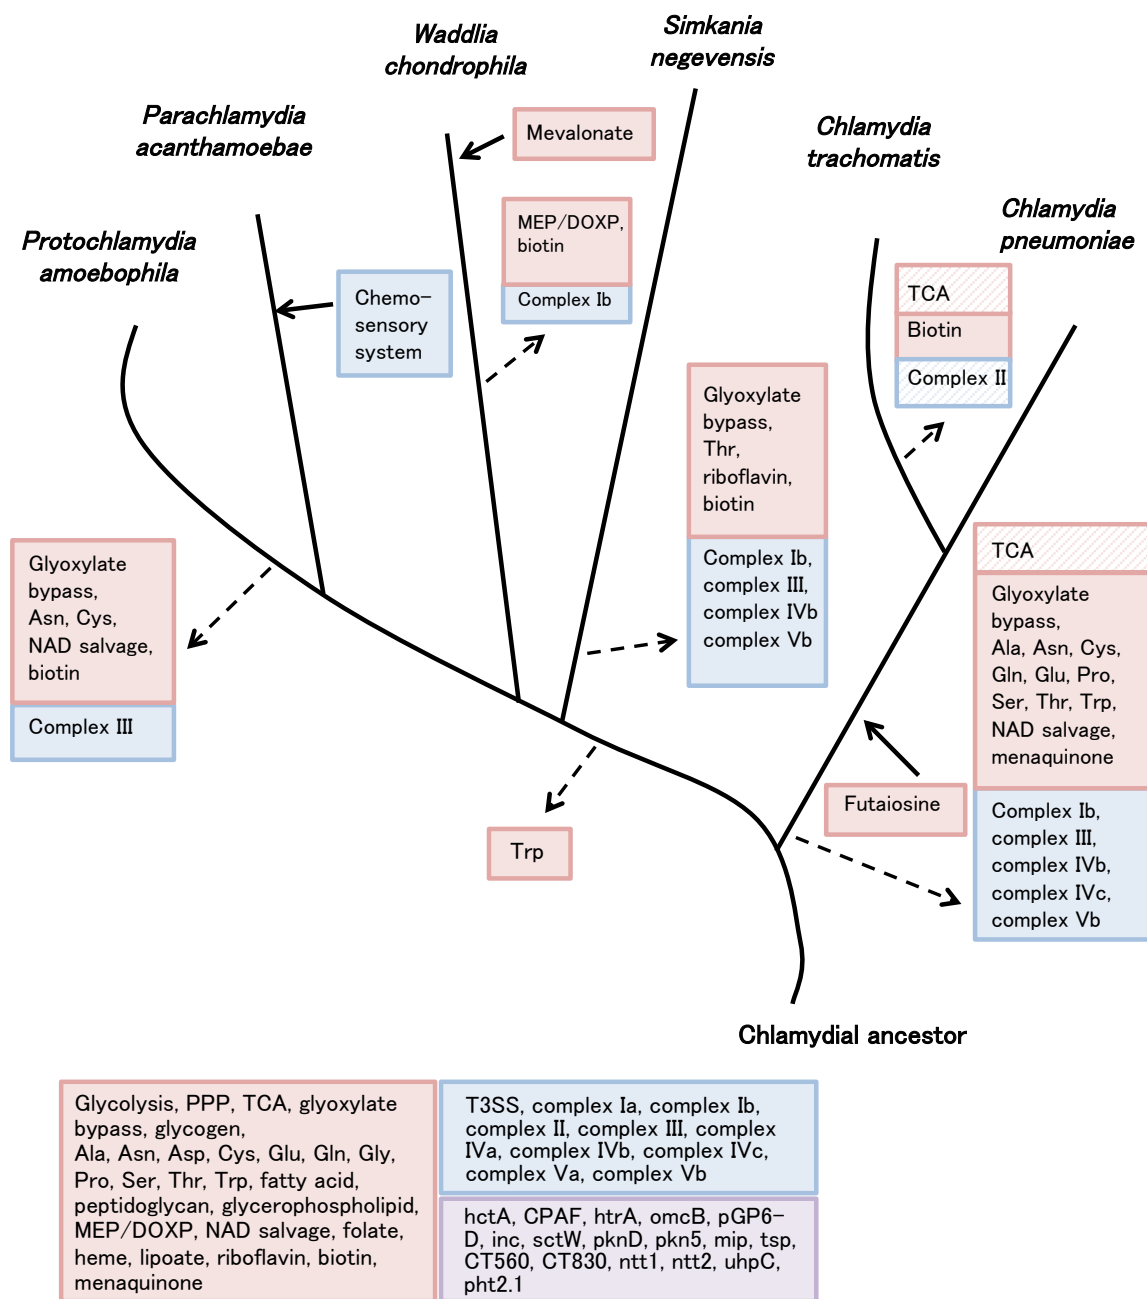 Simkania
negevensis
Waddlia
chondrophila
Parachlamydia
acanthamoebae
Chlamydia
trachomatis
Chlamydia
pneumoniae
Protochlamydia
amoebophila
Mevalonate
MEP/DOXP,
biotin
Complex Ib
Chemo-
sensory
system
TCA
Biotin
Complex II
Glyoxylate
bypass,
Thr,
riboflavin,
biotin
Complex Ib,
complex III,
complex IVb
complex Vb
Glyoxylate
bypass,
Asn, Cys,
NAD salvage,
biotin
Complex III
TCA
Glyoxylate
bypass,
Ala, Asn, Cys,
Gln, Glu, Pro,
Ser, Thr, Trp,
NAD salvage,
menaquinone
Complex Ib,
complex III,
complex IVb,
complex IVc,
complex Vb
Futaiosine
Trp
Chlamydial ancestor
Glycolysis, PPP, TCA, glyoxylate
bypass, glycogen,
Ala, Asn, Asp, Cys, Glu, Gln, Gly,
Pro, Ser, Thr, Trp, fatty acid,
peptidoglycan, glycerophospholipid,
MEP/DOXP, NAD salvage, folate,
heme, lipoate, riboflavin, biotin,
menaquinone
T3SS, complex Ia, complex Ib,
complex II, complex III, complex
IVa, complex IVb, complex IVc,
complex Va, complex Vb
hctA, CPAF, htrA, omcB, pGP6-
D, inc, sctW, pknD, pkn5, mip, tsp,
CT560, CT830, ntt1, ntt2, uhpC,
pht2.1